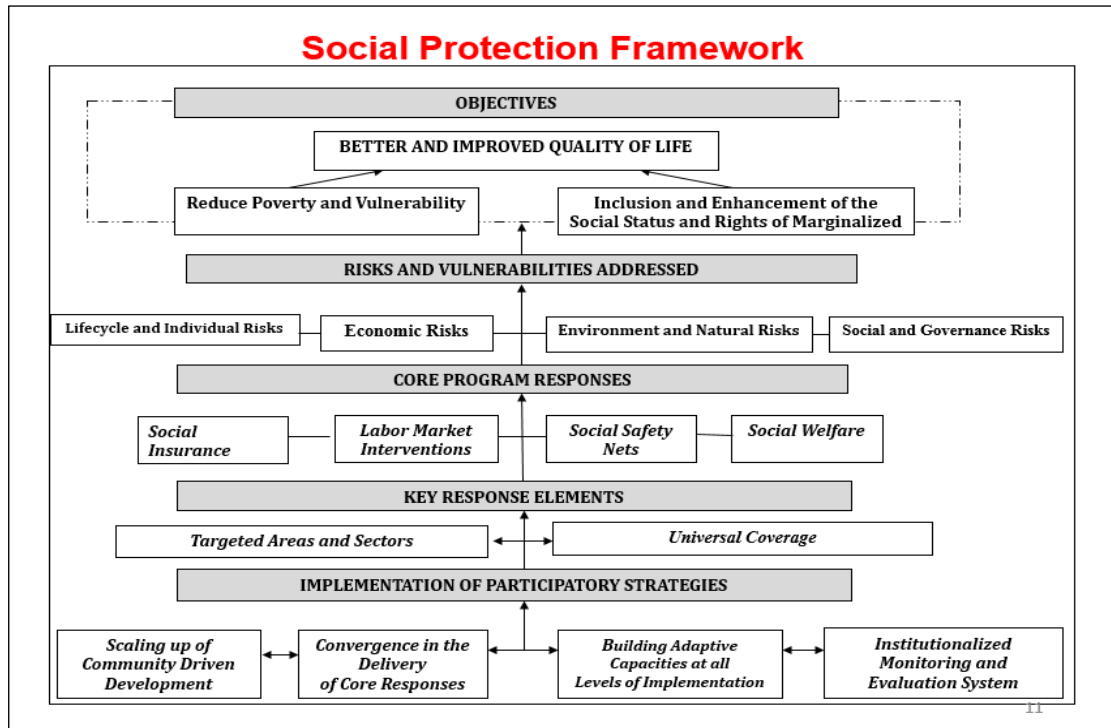 Social Protection Framework
OBJECTIVES
BETTER AND IMPROVED QUALITY OF LIFE
Reduce Poverty and Vulnerability
Inclusion and Enhancement of the
Social Status and Rights of Marginalized
RISKS AND VULNERABILITIES ADDRESSED
Lifecycle and Individual Risks
Economic Risks
Environment and Natural Risks
Social and Governance Risks
CORE PROGRAM RESPONSES
Social
Insurance
Labor Market
Interventions
Social Safety
Nets
Social Welfare
KEY RESPONSE ELEMENTS
Targeted Areas and Sectors
Universal Coverage
IMPLEMENTATION OF PARTICIPATORY STRATEGIES
Scaling up of
Community Driven
Development
Convergence in the
Delivery
of Core Responses
Building Adaptive
Capacities at all
Levels of Implementation
Institutionalized
Monitoring and
Evaluation System
11